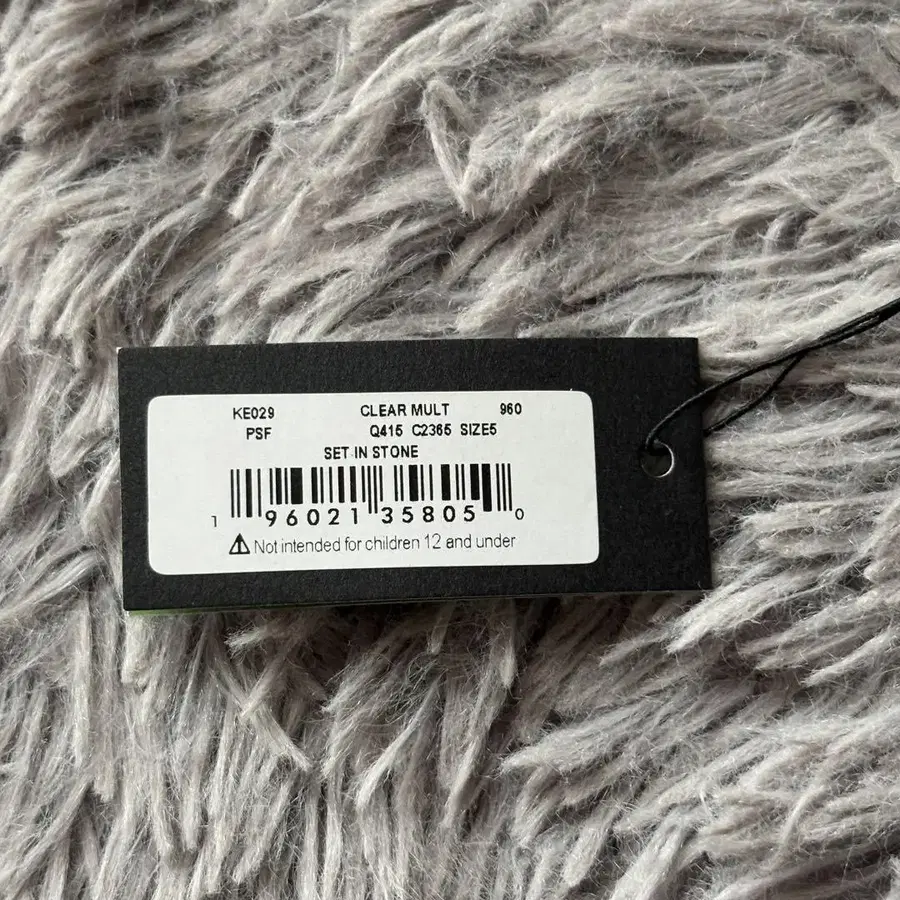 KE029 CLEAR MULT 960
PSF Q415 C2365 SIZE5
SET IN STONE
1 96021 35805 0
Not intended for children 12 and under